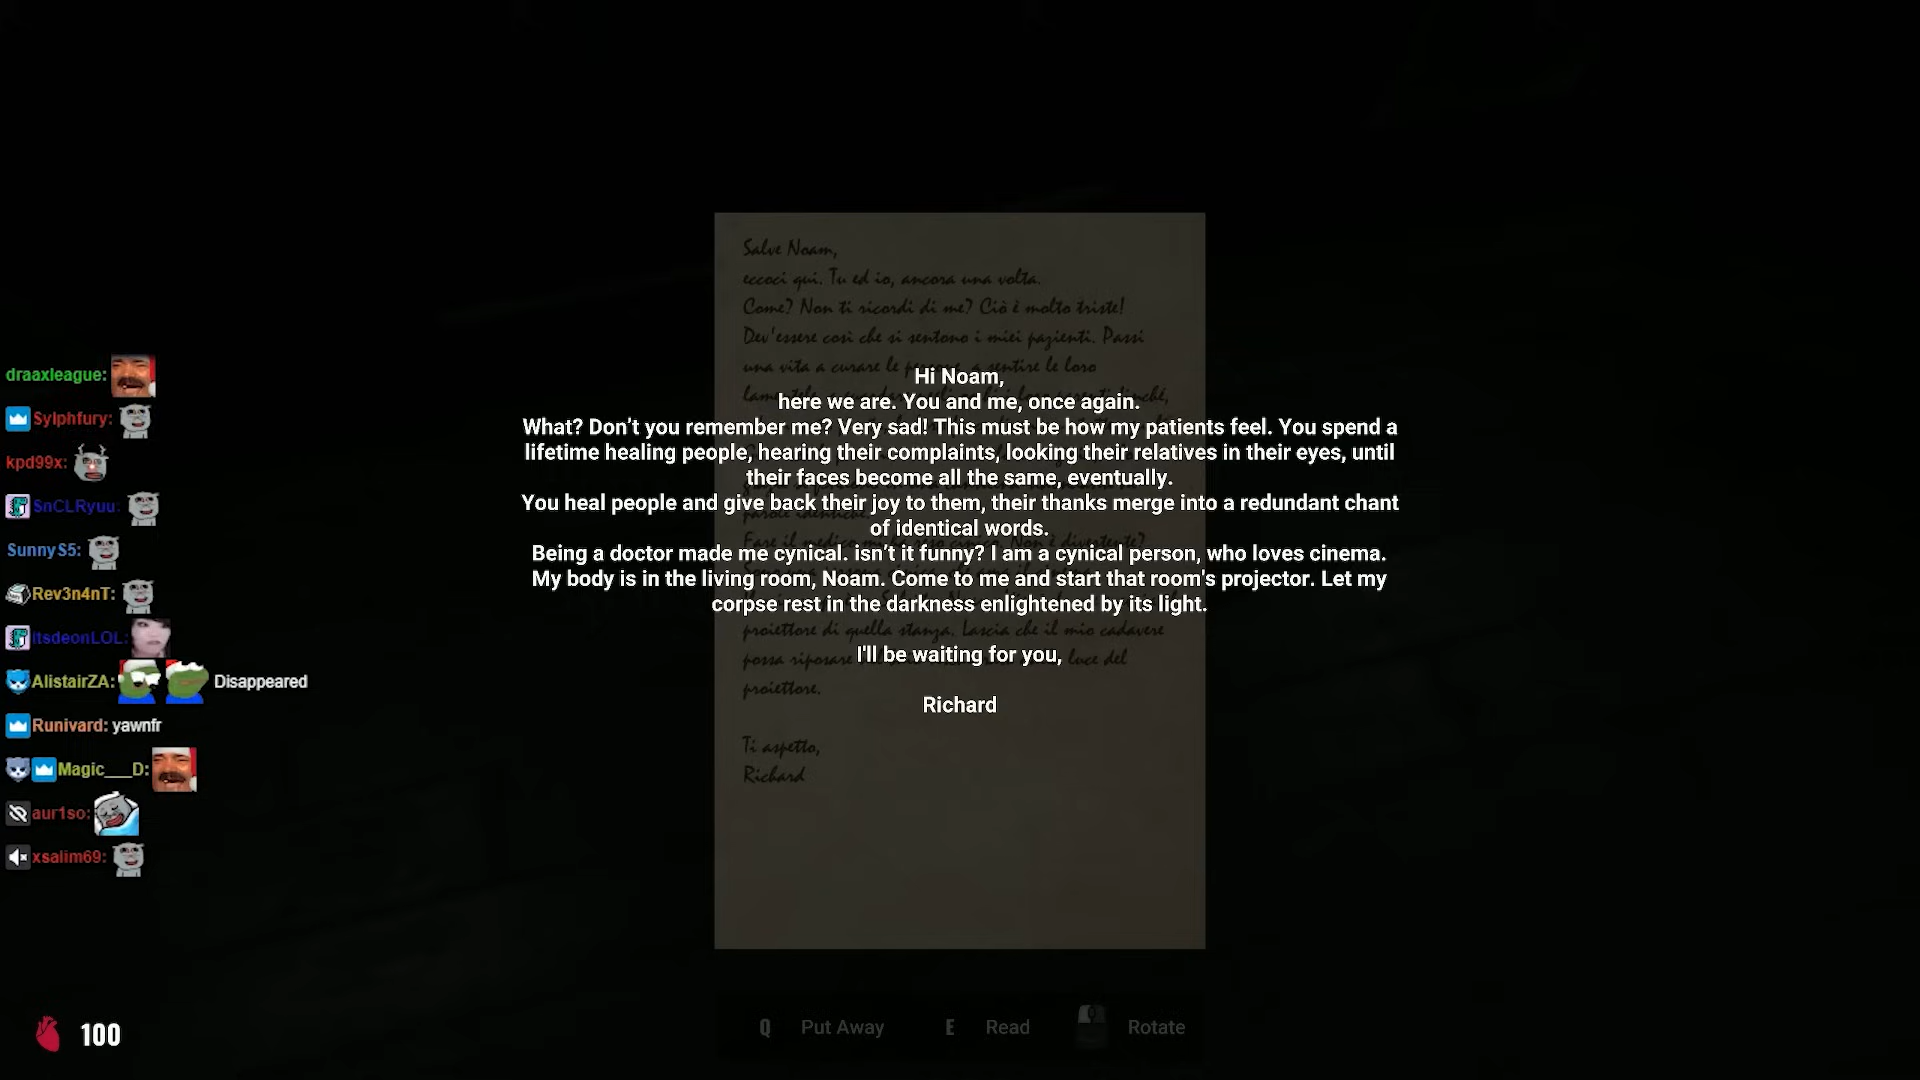 draaxleague:
Sylphfury:
kpd99x:
SnCLRyuu:
SunnyS5:
Rev3n4nT:
itsdeonLOL:
AlistairZA: Disappeared
Runivard: yawnfr
Magic___D:
aur1so:
xsalim69:
100
Salve Noam,
eccoci qui. Tu ed io, ancora una volta.
Come? Non ti ricordi di me? Ciò è molto triste!
Dev'essere così che si sentono i miei pazienti. Passi
una vita a curare le a sentire le loro
Hi Noam,
here we are. You and me, once again.
What? Don’t you remember me? Very sad! This must be how my patients feel. You spend a
lifetime healing people, hearing their complaints, looking their relatives in their eyes, until
their faces become all the same, eventually.
You heal people and give back their joy to them, their thanks merge into a redundant chant
of identical words.
Being a doctor made me cynical. isn’t it funny? I am a cynical person, who loves cinema.
My body is in the living room, Noam. Come to me and start that room's projector. Let my
corpse rest in the darkness enlightened by its light.
I'll be waiting for you,
Richard
proiettore di quella stanza. Lascia che il mio cadavere
possa riposare luce del
proiettore.
Ti aspetto,
Richard
Q Put Away E Read Rotate